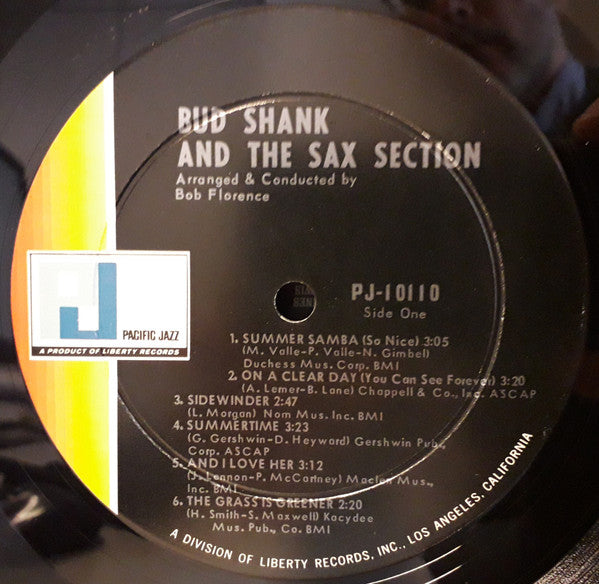 BUD SHANK
AND THE SAX SECTION
Arranged & Conducted by
Bob Florence
J
PACIFIC JAZZ
A PRODUCT OF LIBERTY RECORDS
PJ-10110
Side One
1. SUMMER SAMBA (So Nice) 3:05
(M. Valle-P. Valle-N. Gimbel)
Duchess Mus. Corp. BMI
2. ON A CLEAR DAY (You Can See Forever) 3:20
(A. Lerner-B. Lane) Chappell & Co., Inc. ASCAP
3. SIDEWINDER 2:47
(L. Morgan) Nom Mus. Inc. BMI
4. SUMMERTIME 3:23
(G. Gershwin-D. Heyward) Gershwin Pub.,
Corp. ASCAP
5. AND I LOVE HER 3:12
(J. Lennon-P. McCartney) Maclen Mus.,
Inc. BMI
6. THE GRASS IS GREENER 2:20
(H. Smith-S. Maxwell) Kacydee
Mus. Pub., Co. BMI
A DIVISION OF LIBERTY RECORDS, INC., LOS ANGELES, CALIFORNIA